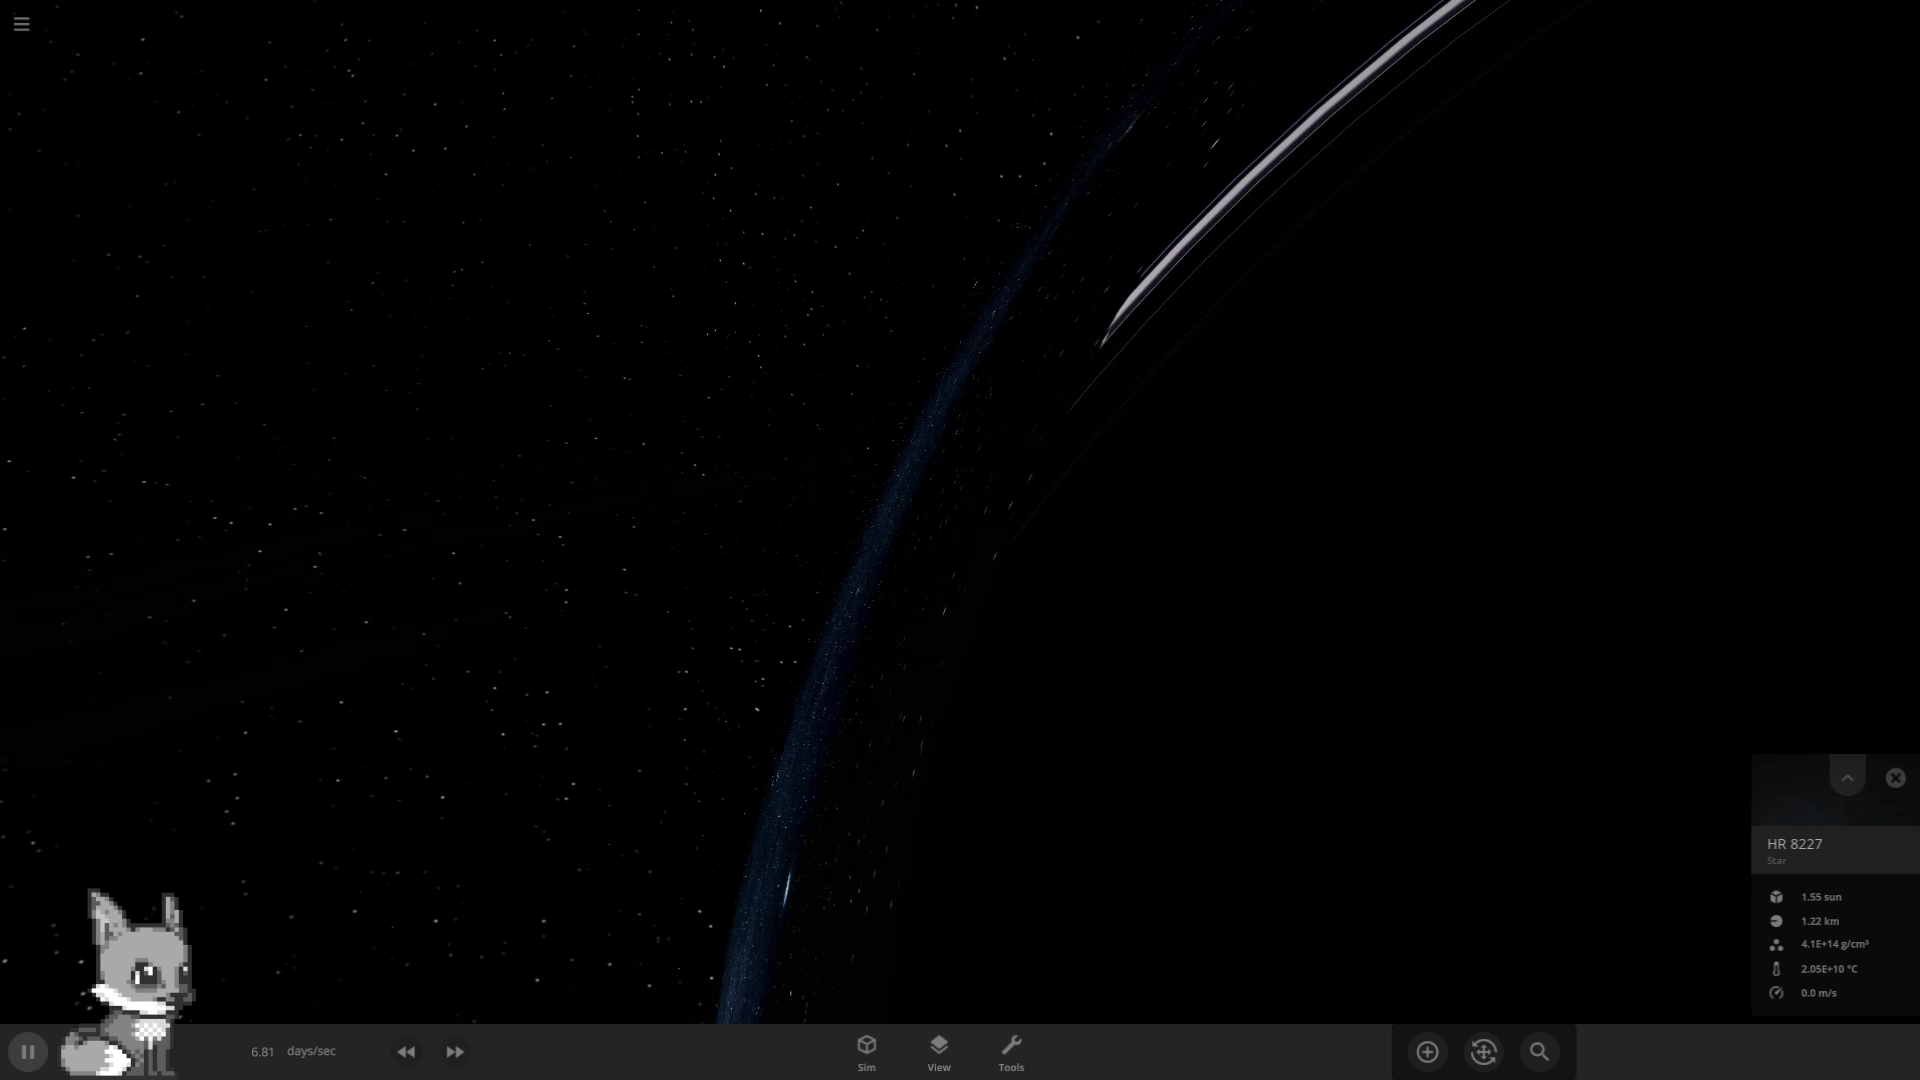 HR 8227
Star
1.55 sun
1.22 km
4.1E+14 g/cm³
2.05E+10 °C
0.0 m/s
6.81 days/sec
Sim
View
Tools